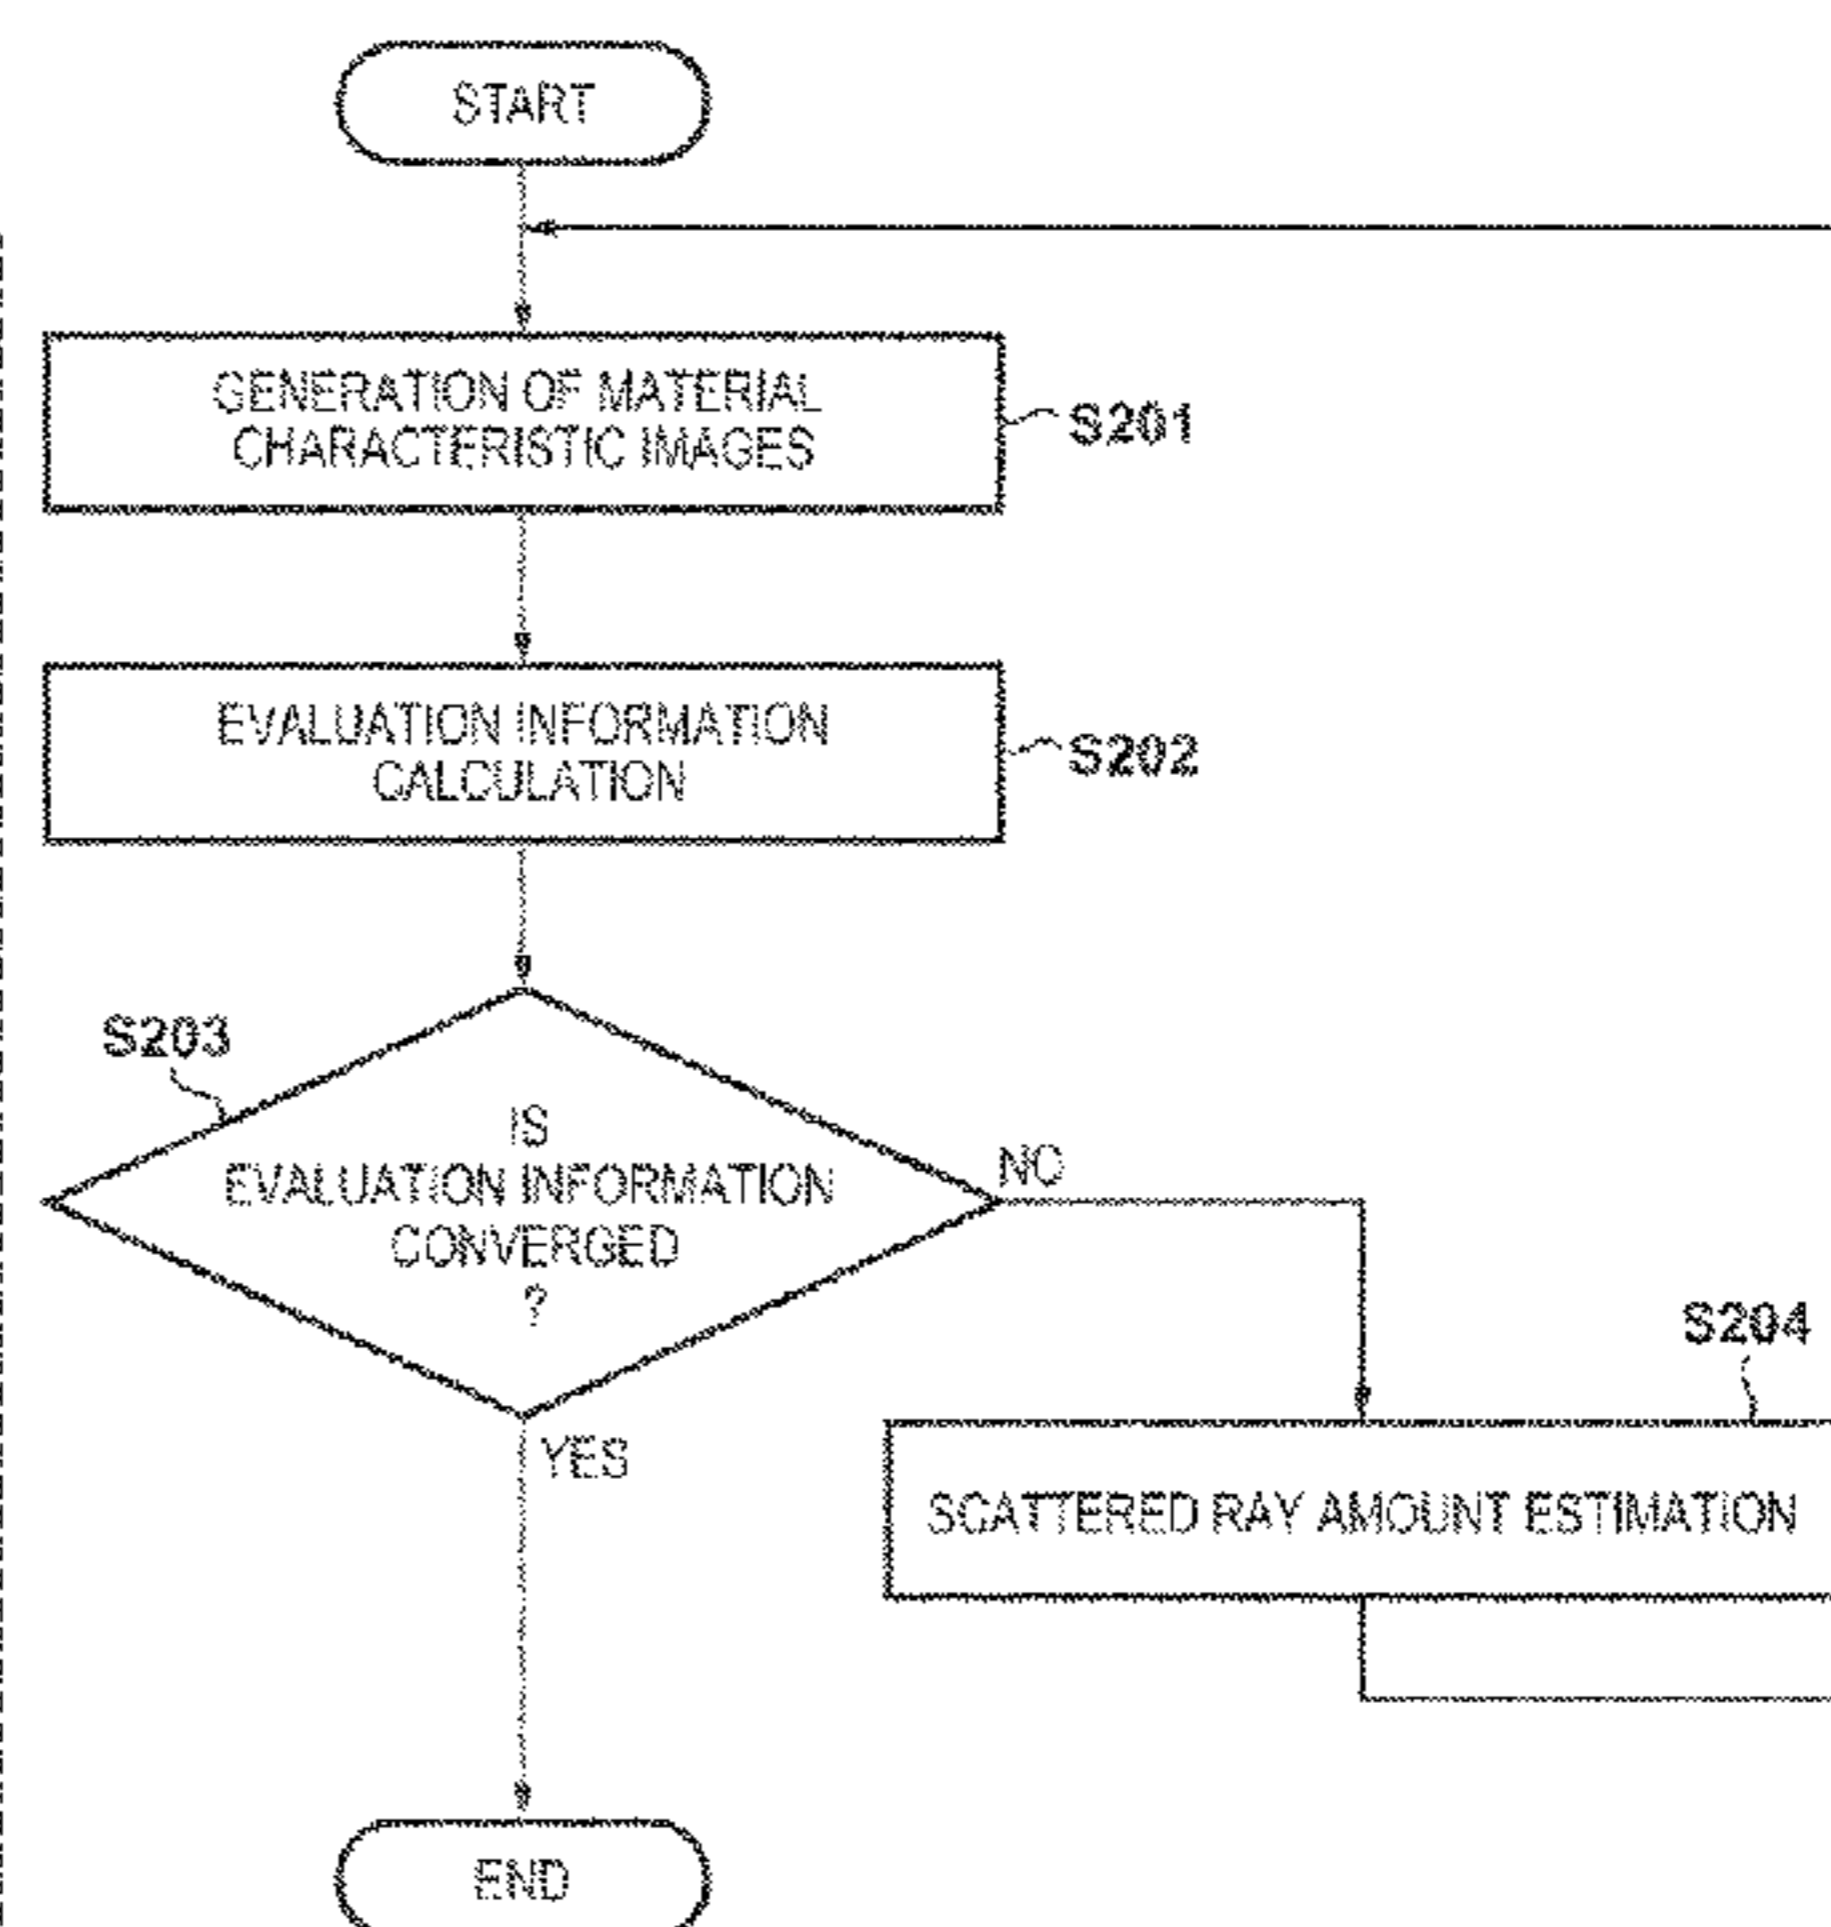 START
GENERATION OF MATERIAL
CHARACTERISTIC IMAGES
S201
EVALUATION INFORMATION
CALCULATION
S202
S203
IS
EVALUATION INFORMATION
CONVERGED
?
NO
YES
S204
SCATTERED RAY AMOUNT ESTIMATION
END